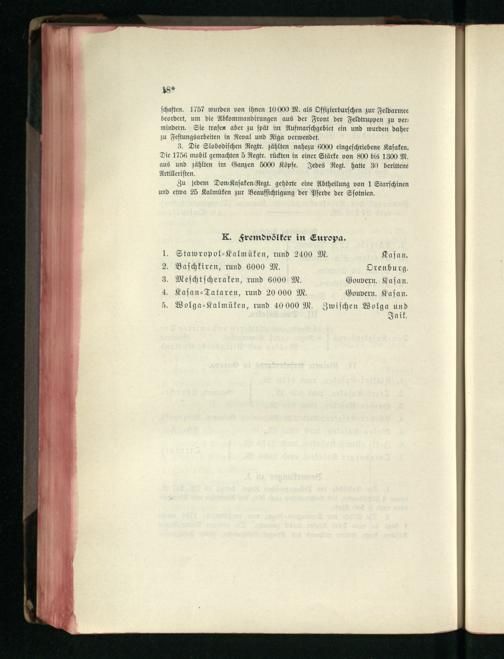 18*
schaften. 1757 wurden von ihnen 10 000 M. als Offizierburschen zur Feldarmee
beordert, um die Abkommandirungen aus der Front der Feldtruppen zu ver-
mindern. Sie trafen aber zu spät im Aufmarschgebiet ein und wurden daher
zu Festungsarbeiten in Reval und Riga verwendet.
3. Die Slobodischen Regtr. zählten nahezu 6000 eingeschriebene Kasaken.
Die 1756 mobil gemachten 5 Regtr. rückten in einer Stärke von 800 bis 1300 M.
aus und zählten im Ganzen 5000 Köpfe. Jedes Regt. hatte 30 berittene
Artilleristen.
Zu jedem Don-Kasaken-Regt. gehörte eine Abtheilung von 1 Starschinen
und etwa 25 Kalmüken zur Beaufsichtigung der Pferde der Sfotnien.
K. Fremdvölker in Europa.
1. Stawropol-Kalmüken, rund 2400 M. Kasan.
2. Baschkiren, rund 6000 M. Orenburg.
3. Meschtscheraken, rund 6000 M. Gouvern. Kasan.
4. Kasan-Tataren, rund 20 000 M. Gouvern. Kasan.
5. Wolga-Kalmüken, rund 40 000 M. Zwischen Wolga und
Jaik.